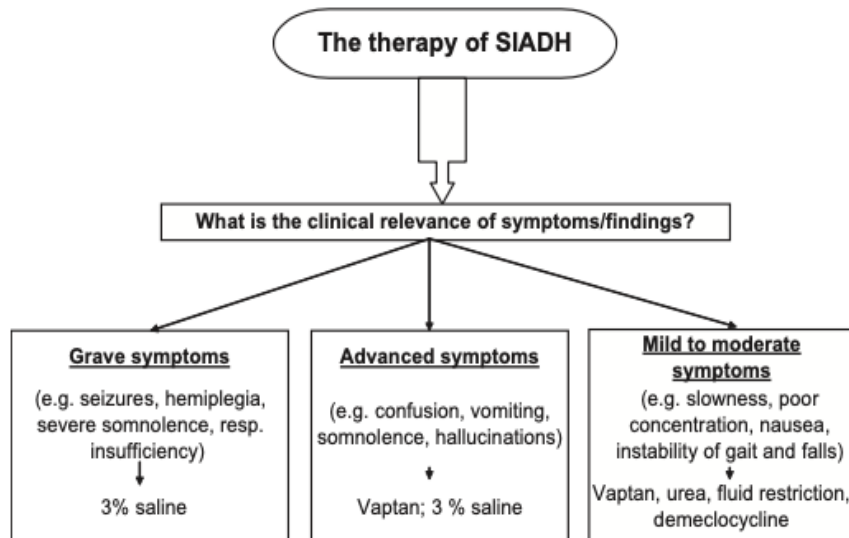 The therapy of SIADH
What is the clinical relevance of symptoms/findings?
Grave symptoms
(e.g. seizures, hemiplegia,
severe somnolence, resp.
insufficiency)
3% saline
Advanced symptoms
(e.g. confusion, vomiting,
somnolence, hallucinations)
Vaptan; 3 % saline
Mild to moderate
symptoms
(e.g. slowness, poor
concentration, nausea,
instability of gait and falls)
Vaptan, urea, fluid restriction,
demeclocycline